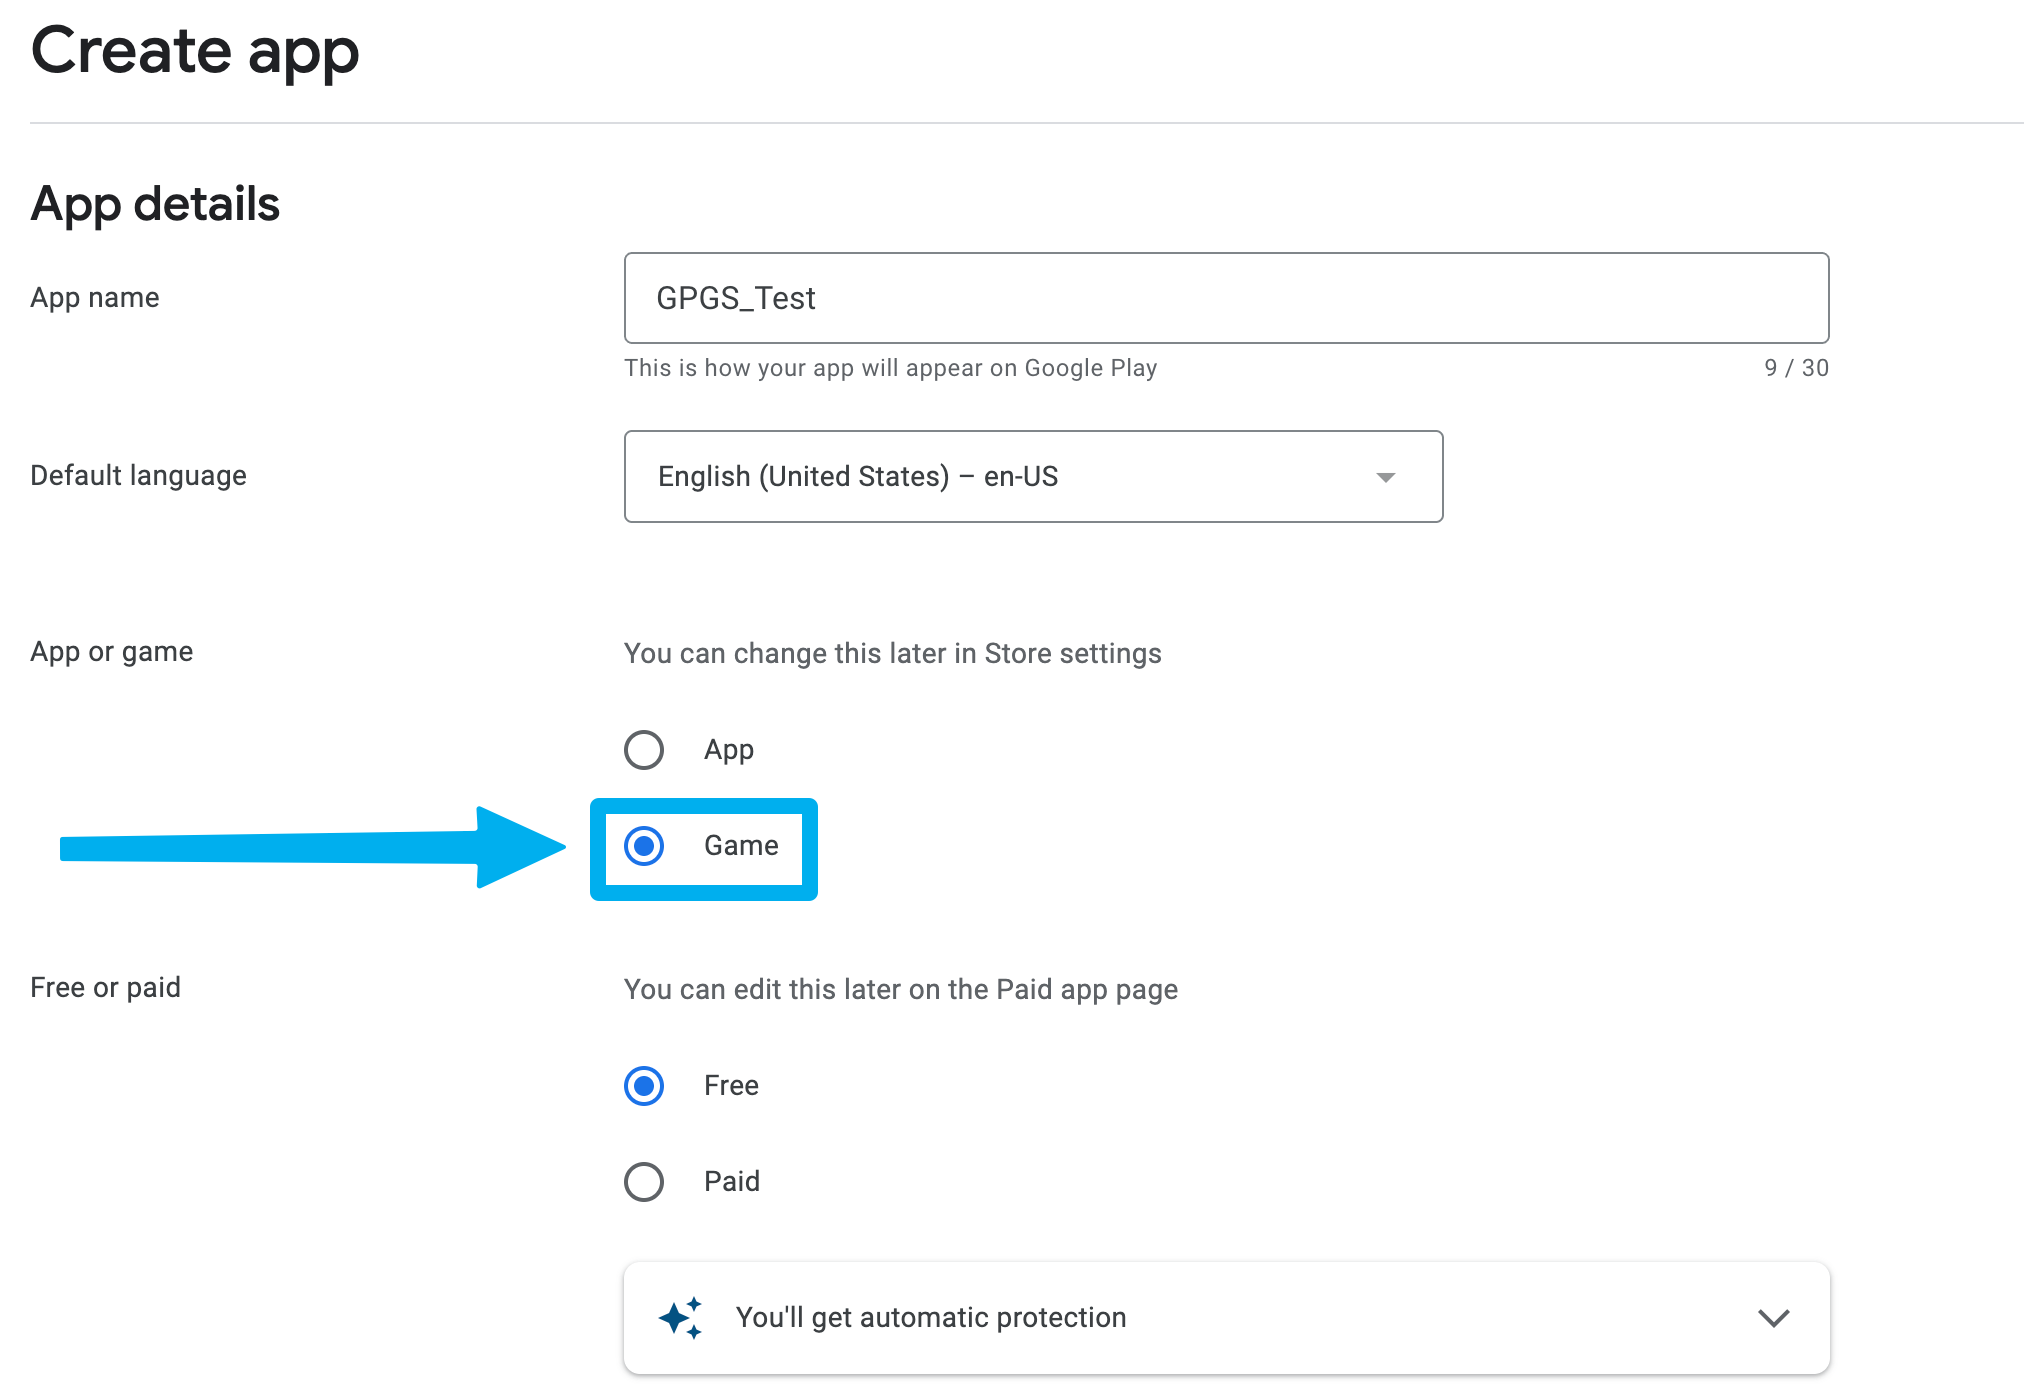 Create app
App details
App name
GPGS_Test
This is how your app will appear on Google Play
9 / 30
Default language
English (United States) – en-US
App or game
You can change this later in Store settings
App
Game
Free or paid
You can edit this later on the Paid app page
Free
Paid
You'll get automatic protection